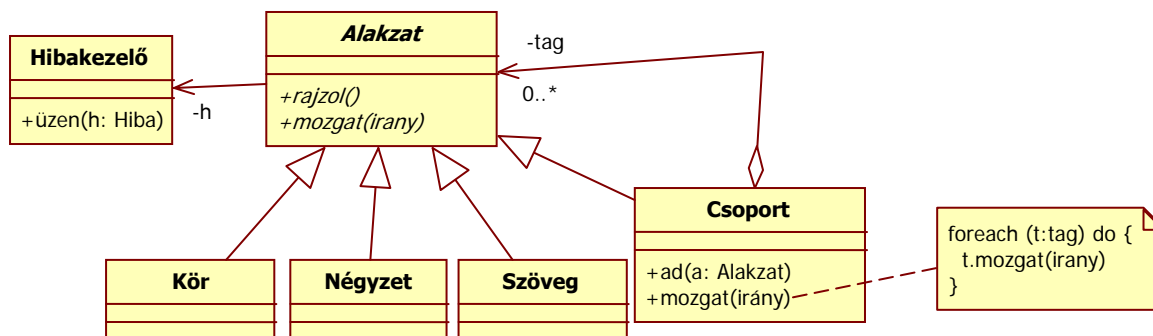 Hibakezelő
+üzen(h: Hiba)
-h
Alakzat
+rajzol()
+mozgat(irany)
-tag
0..*
Kör
Négyzet
Szöveg
Csoport
+ad(a: Alakzat)
+mozgat(irány)
foreach (t:tag) do {
t.mozgat(irany)
}